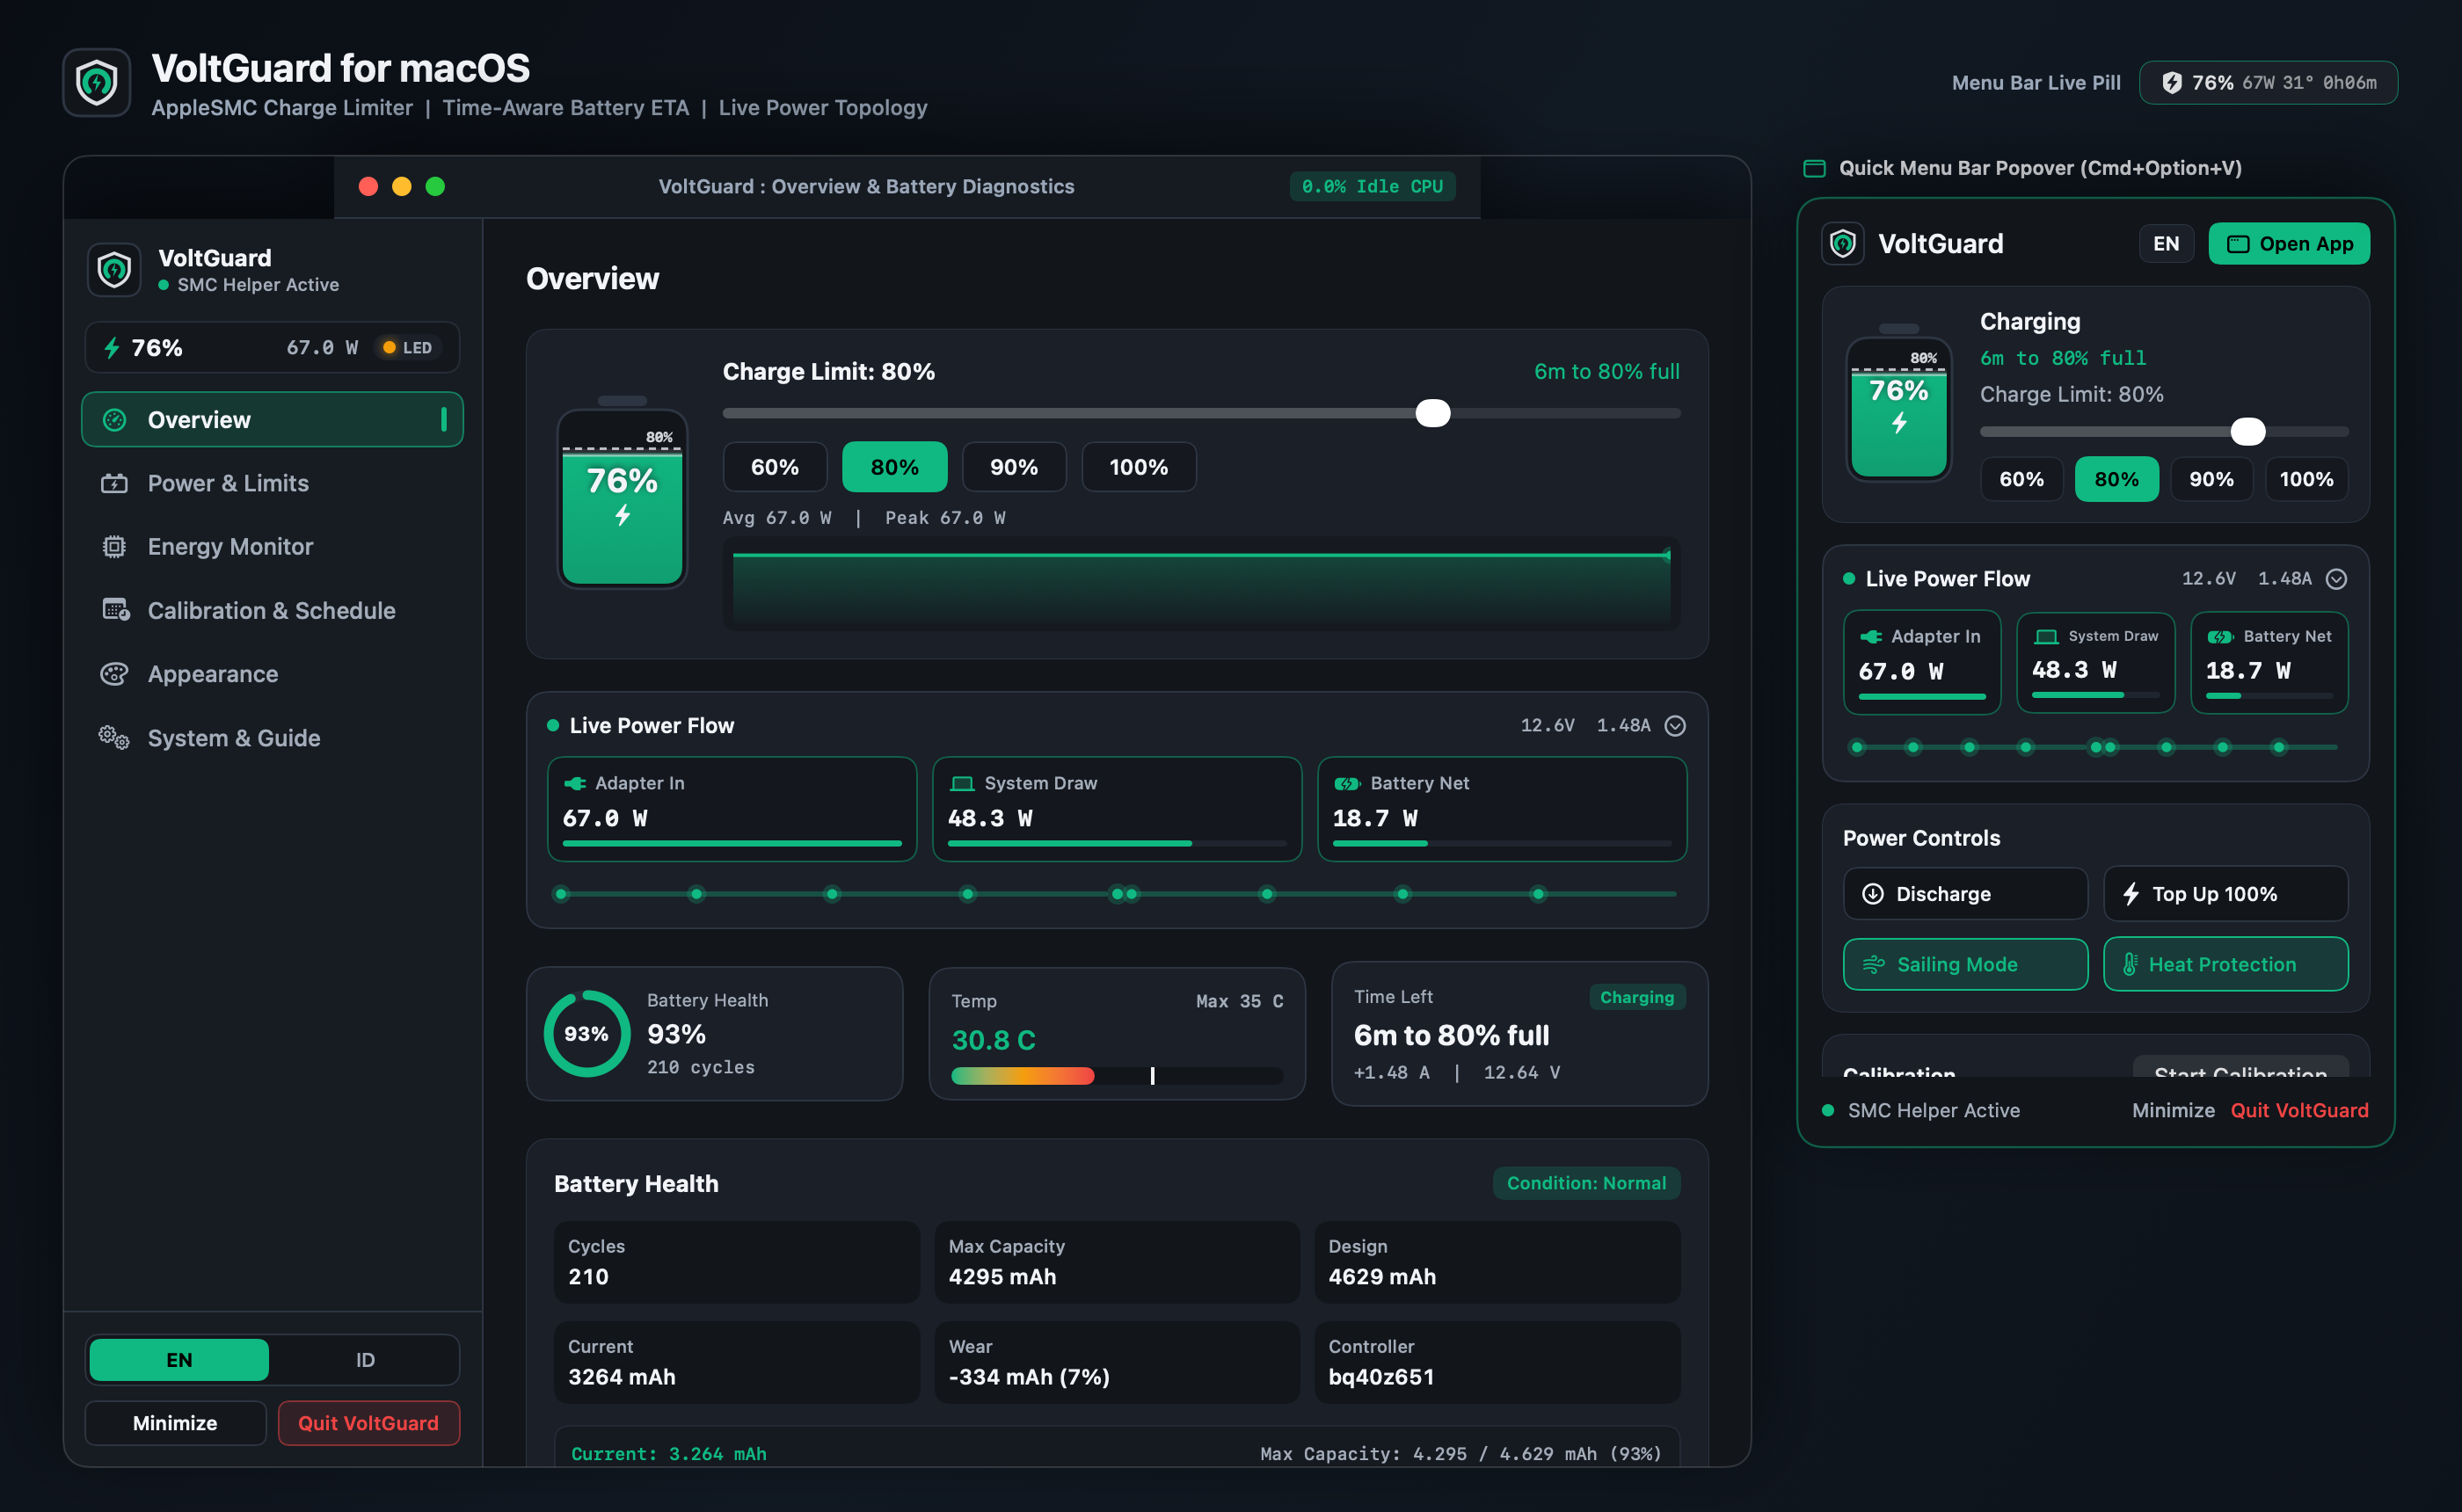 VoltGuard for macOS
AppleSMC Charge Limiter | Time-Aware Battery ETA | Live Power Topology
Menu Bar Live Pill
76% 67W 31° 0h06m
VoltGuard : Overview & Battery Diagnostics
0.0% Idle CPU
VoltGuard
SMC Helper Active
76%
67.0 W
LED
Overview
Power & Limits
Energy Monitor
Calibration & Schedule
Appearance
System & Guide
EN
ID
Minimize
Quit VoltGuard
Overview
80%
76%
Charge Limit: 80%
6m to 80% full
60%
80%
90%
100%
Avg 67.0 W | Peak 67.0 W
Live Power Flow
12.6V 1.48A
Adapter In
67.0 W
System Draw
48.3 W
Battery Net
18.7 W
93%
Battery Health
93%
210 cycles
Temp
Max 35 C
30.8 C
Time Left
Charging
6m to 80% full
+1.48 A | 12.64 V
Battery Health
Condition: Normal
Cycles
210
Max Capacity
4295 mAh
Design
4629 mAh
Current
3264 mAh
Wear
-334 mAh (7%)
Controller
bq40z651
Current: 3.264 mAh
Max Capacity: 4.295 / 4.629 mAh (93%)
Quick Menu Bar Popover (Cmd+Option+V)
VoltGuard
EN
Open App
80%
76%
Charging
6m to 80% full
Charge Limit: 80%
60%
80%
90%
100%
Live Power Flow
12.6V 1.48A
Adapter In
67.0 W
System Draw
48.3 W
Battery Net
18.7 W
Power Controls
Discharge
Top Up 100%
Sailing Mode
Heat Protection
Calibration
Start Calibration
SMC Helper Active
Minimize
Quit VoltGuard